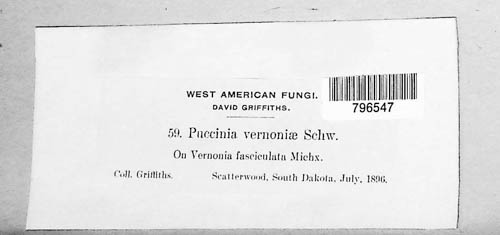 WEST AMERICAN FUNGI.
DAVID GRIFFITHS.
796547
59. Puccinia vernoniæ Schw.
On Vernonia fasciculata Michx.
Coll. Griffiths. Scatterwood, South Dakota, July, 1896.